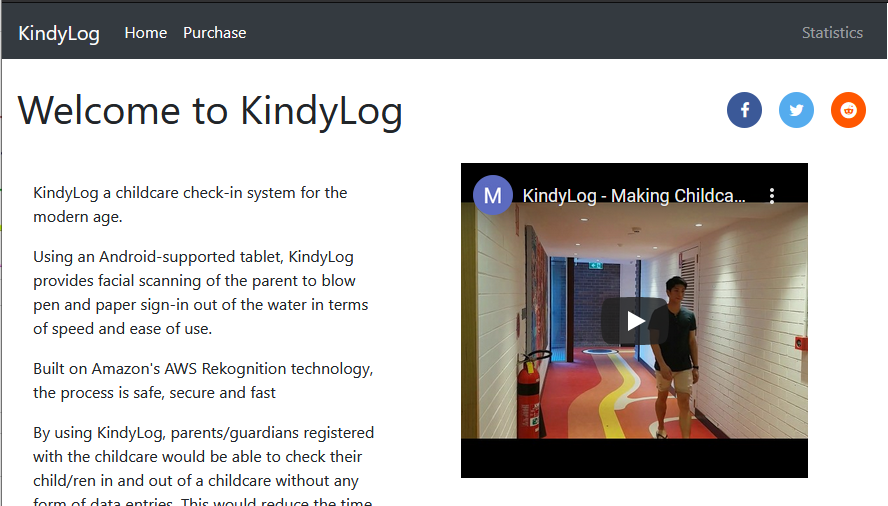 KindyLog Home Purchase Statistics
Welcome to KindyLog
KindyLog a childcare check-in system for the
modern age.
Using an Android-supported tablet, KindyLog
provides facial scanning of the parent to blow
pen and paper sign-in out of the water in terms
of speed and ease of use.
Built on Amazon's AWS Rekognition technology,
the process is safe, secure and fast
By using KindyLog, parents/guardians registered
with the childcare would be able to check their
child/ren in and out of a childcare without any
form of data entries. This would reduce the time
M KindyLog - Making Childca...